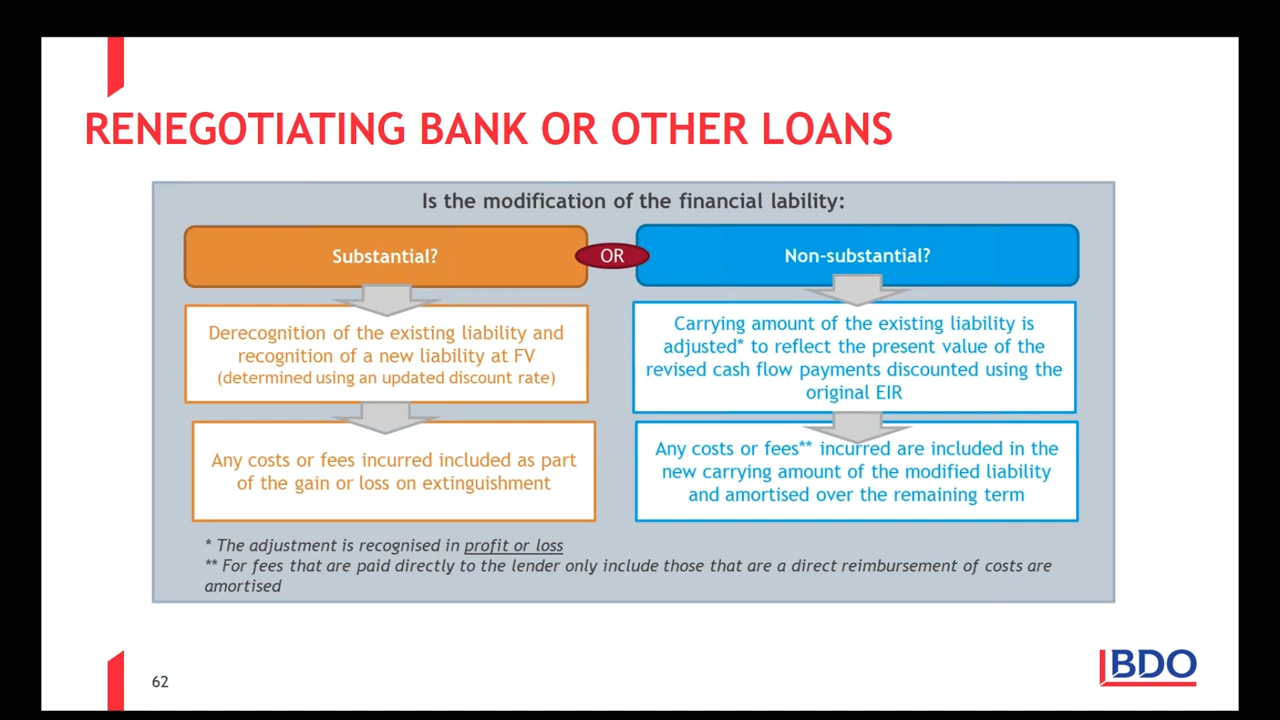 RENEGOTIATING BANK OR OTHER LOANS
Is the modification of the financial lability:
Substantial?
OR
Non-substantial?
Derecognition of the existing liability and
recognition of a new liability at FV
(determined using an updated discount rate)
Carrying amount of the existing liability is
adjusted* to reflect the present value of the
revised cash flow payments discounted using the
original EIR
Any costs or fees incurred included as part
of the gain or loss on extinguishment
Any costs or fees** incurred are included in the
new carrying amount of the modified liability
and amortised over the remaining term
* The adjustment is recognised in profit or loss
** For fees that are paid directly to the lender only include those that are a direct reimbursement of costs are
amortised
62
BDO